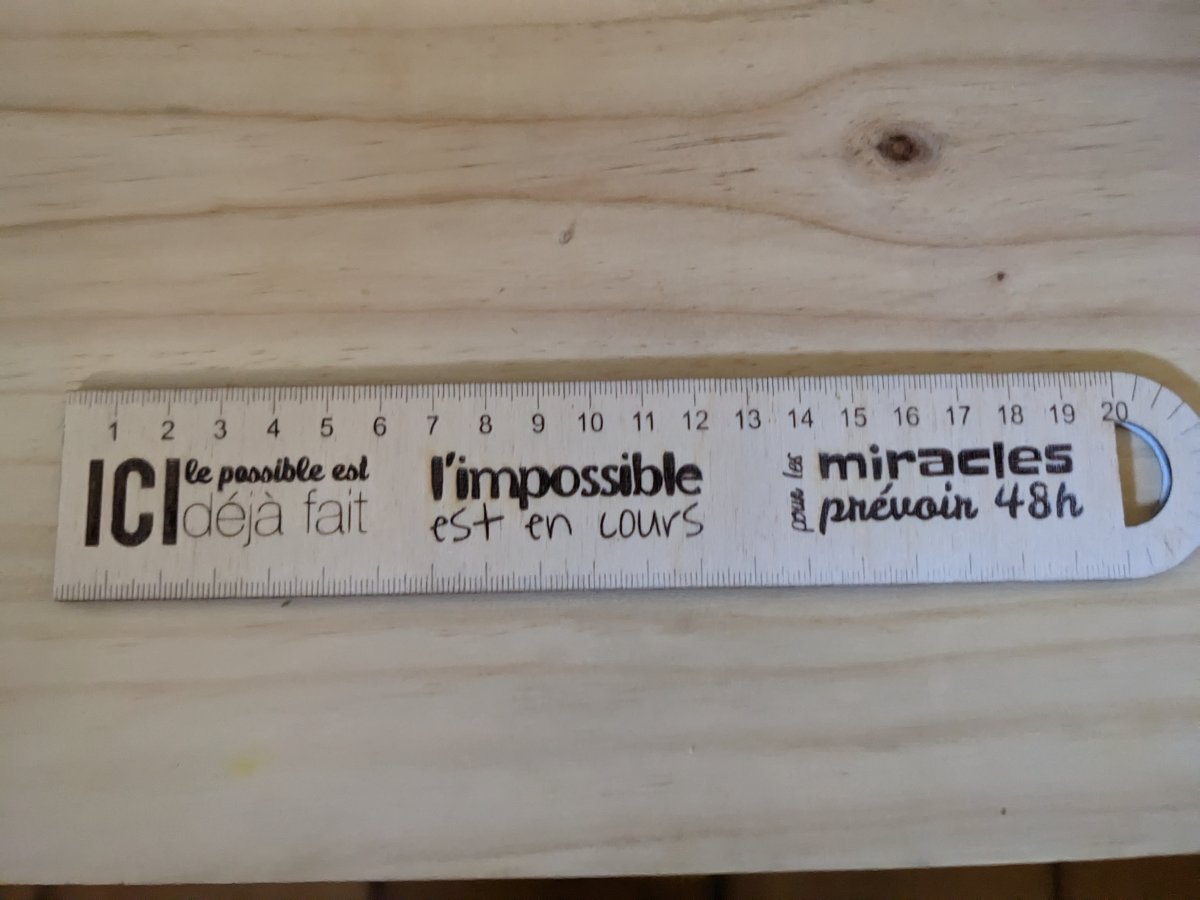 1 2 3 4 5 6 7 8 9 10 11 12 13 14 15 16 17 18 19 20
ICI le possible est
déjà fait
l'impossible
est en cours
pour les
miracles
prévoir 48h